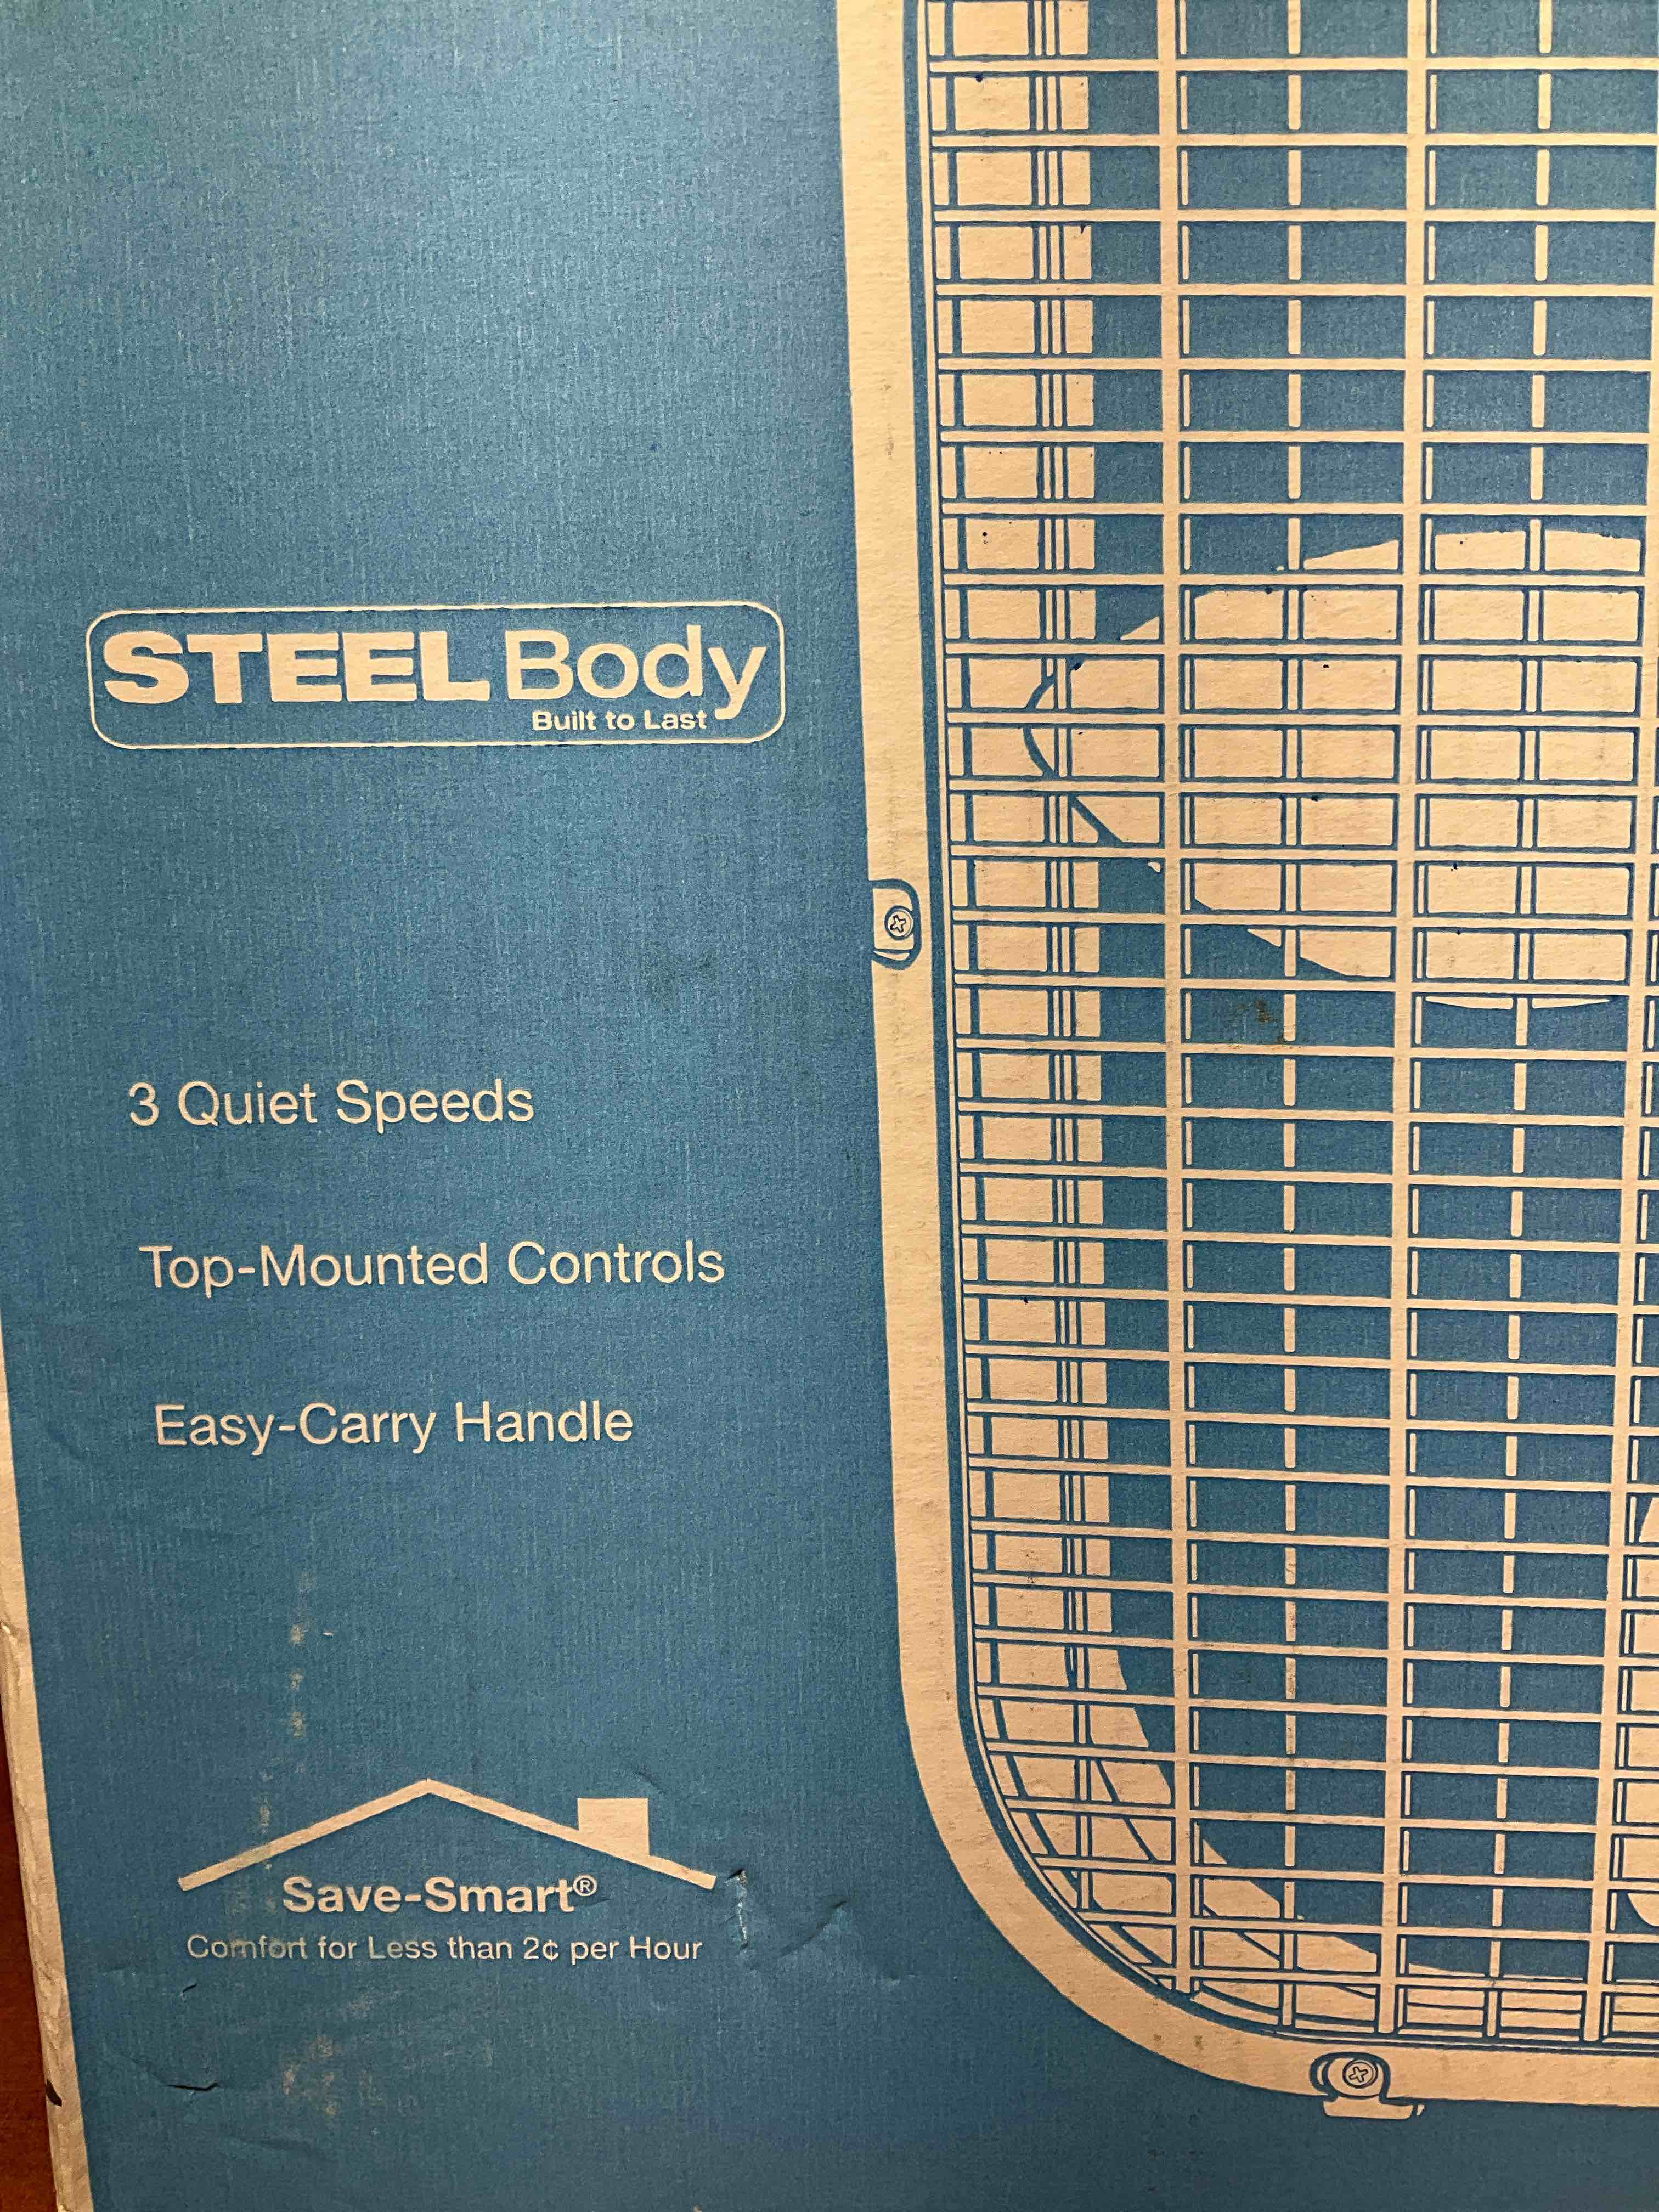 STEEL Body
Built to Last
3 Quiet Speeds
Top-Mounted Controls
Easy-Carry Handle
Save-Smart®
Comfort for Less than 2¢ per Hour